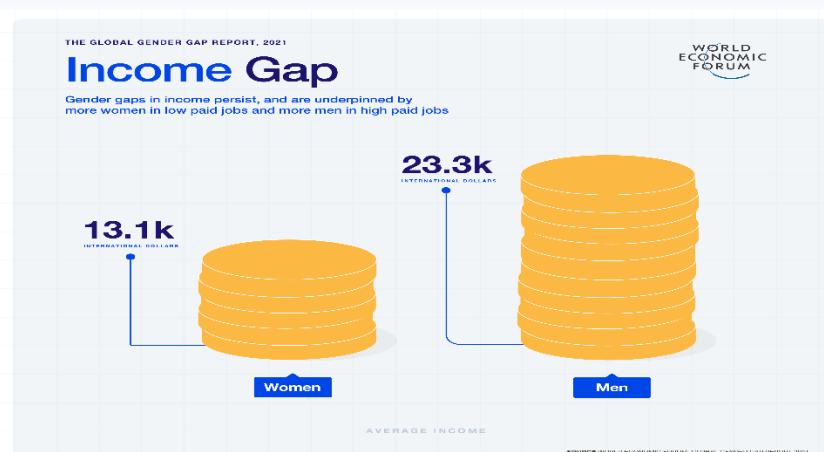 THE GLOBAL GENDER GAP REPORT, 2021
WORLD
ECONOMIC
FORUM
Income Gap
Gender gaps in income persist, and are underpinned by
more women in low paid jobs and more men in high paid jobs
23.3k
INTERNATIONAL DOLLARS
13.1k
INTERNATIONAL DOLLARS
Women
Men
AVERAGE INCOME
SOURCE